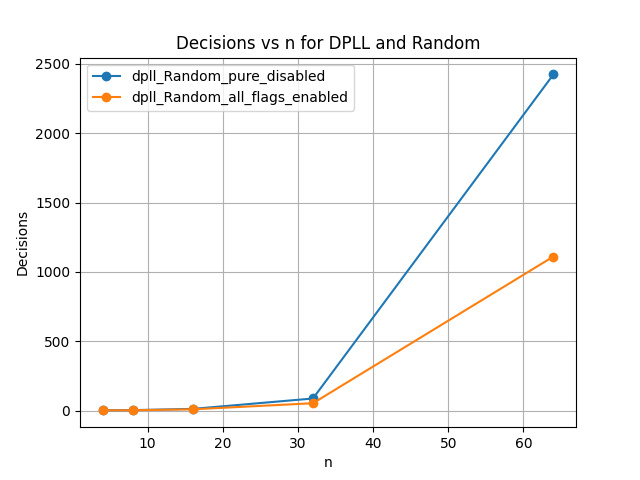 Decisions vs n for DPLL and Random
dpll_Random_pure_disabled
dpll_Random_all_flags_enabled
2500
2000
1500
1000
500
0
Decisions
10 20 30 40 50 60
n